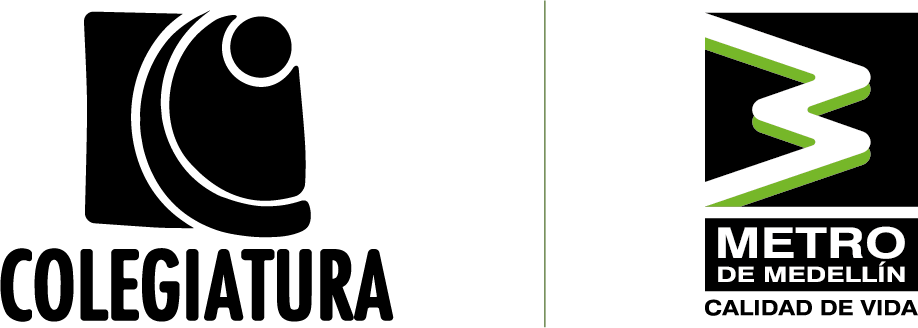 COLEGIATURA
METRO
DE MEDELLÍN
CALIDAD DE VIDA